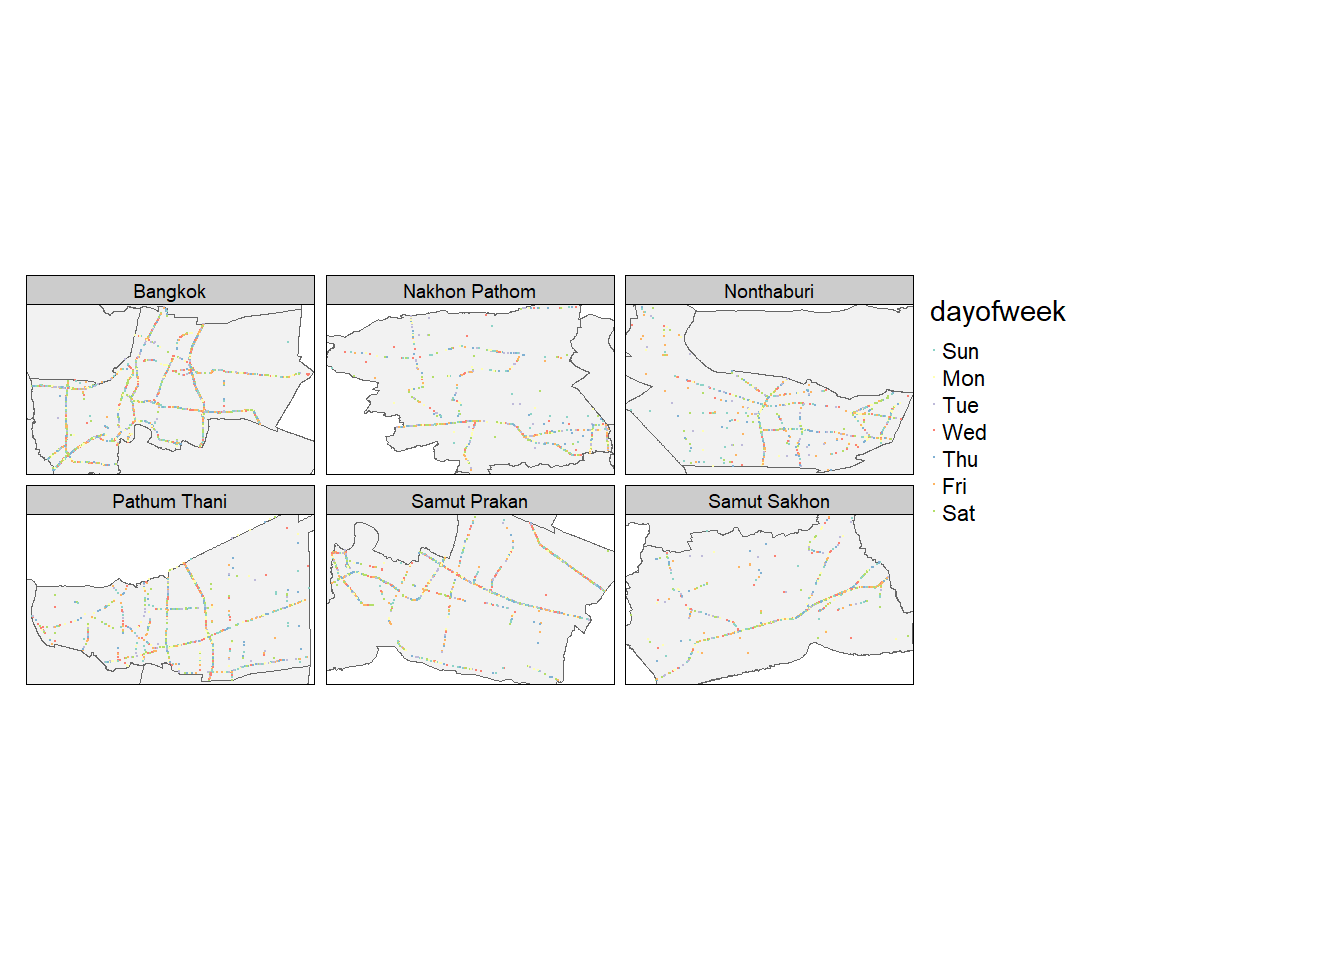 Bangkok
Nakhon Pathom
Nonthaburi
Pathum Thani
Samut Prakan
Samut Sakhon
dayofweek
Sun
Mon
Tue
Wed
Thu
Fri
Sat